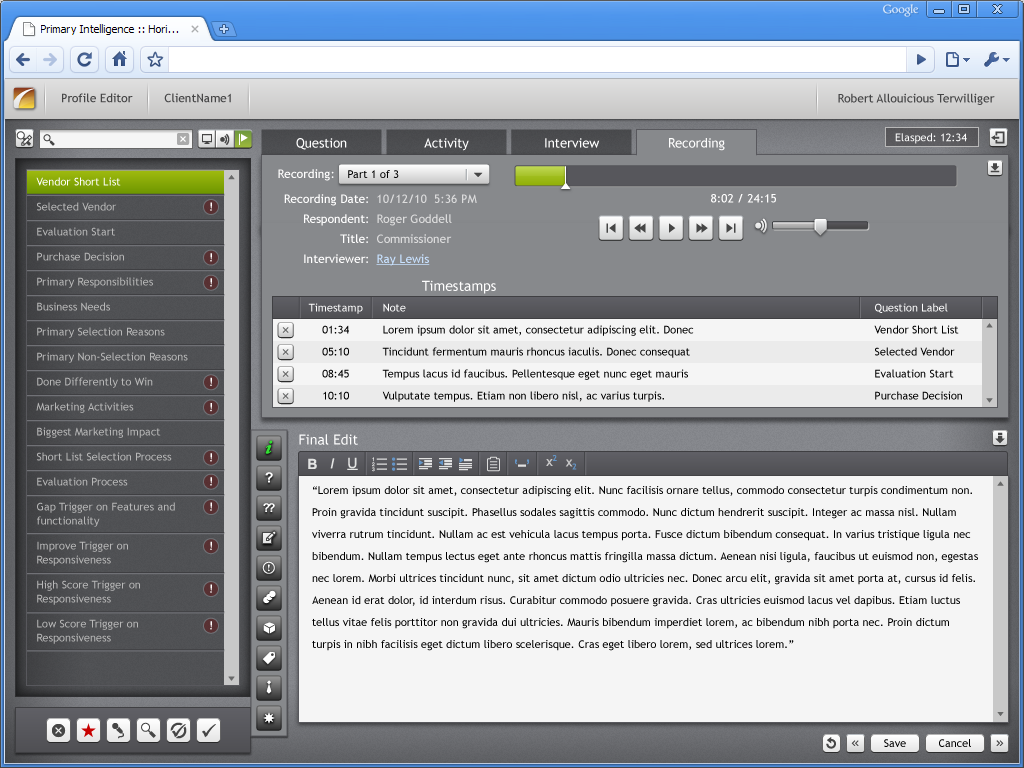 Google
Primary Intelligence :: Hori...
Profile Editor
ClientName1
Robert Allouicious Terwilliger
Question
Activity
Interview
Recording
Elasped: 12:34
Vendor Short List
Selected Vendor
Evaluation Start
Purchase Decision
Primary Responsibilities
Business Needs
Primary Selection Reasons
Primary Non-Selection Reasons
Done Differently to Win
Marketing Activities
Biggest Marketing Impact
Short List Selection Process
Evaluation Process
Gap Trigger on Features and
functionality
Improve Trigger on
Responsiveness
High Score Trigger on
Responsiveness
Low Score Trigger on
Responsiveness
Recording: Part 1 of 3
Recording Date: 10/12/10 5:36 PM
8:02 / 24:15
Respondent: Roger Goddell
Title: Commissioner
Interviewer: Ray Lewis
Timestamps
Timestamp Note Question Label
01:34 Lorem ipsum dolor sit amet, consectetur adipiscing elit. Donec Vendor Short List
05:10 Tincidunt fermentum mauris rhoncus iaculis. Donec consequat Selected Vendor
08:45 Tempus lacus id faucibus. Pellentesque eget nunc eget mauris Evaluation Start
10:10 Vulputate tempus. Etiam non libero nisl, ac varius turpis. Purchase Decision
Final Edit
B I U X² X₂
“Lorem ipsum dolor sit amet, consectetur adipiscing elit. Nunc facilisis ornare tellus, commodo consectetur turpis condimentum non.
Proin gravida tincidunt suscipit. Phasellus sodales sagittis commodo. Nunc dictum hendrerit suscipit. Integer ac massa nisl. Nullam
viverra rutrum tincidunt. Nullam ac est vehicula lacus tempus porta. Fusce dictum bibendum consequat. In varius tristique ligula nec
bibendum. Nullam tempus lectus eget ante rhoncus mattis fringilla massa dictum. Aenean nisi ligula, faucibus ut euismod non, egestas
nec lorem. Morbi ultrices tincidunt nunc, sit amet dictum odio ultricies nec. Donec arcu elit, gravida sit amet porta at, cursus id felis.
Aenean id erat dolor, id interdum risus. Curabitur commodo posuere gravida. Cras ultricies euismod lacus vel dapibus. Etiam luctus
tellus vitae felis porttitor non gravida dui ultricies. Mauris bibendum imperdiet lorem, ac bibendum nibh porta nec. Proin dictum
turpis in nibh facilisis eget dictum libero scelerisque. Cras eget libero lorem, sed ultrices lorem.”
i
?
??
Save
Cancel